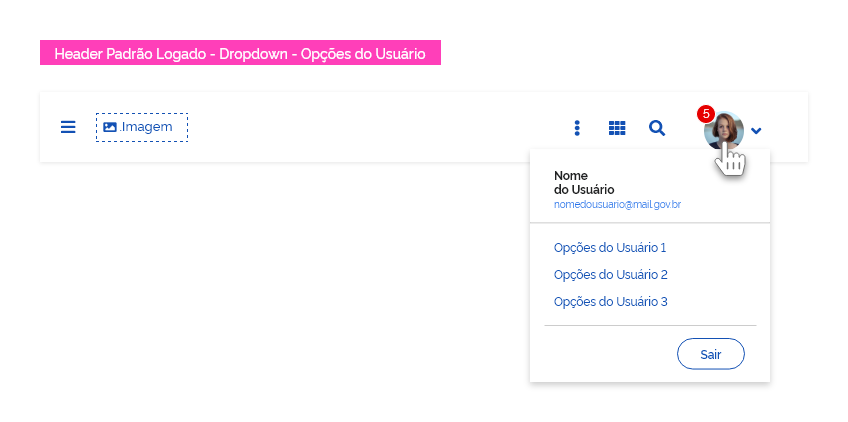 Header Padrão Logado - Dropdown - Opções do Usuário
.Imagem
5
Nome
do Usuário
nomedousuario@mail.gov.br
Opções do Usuário 1
Opções do Usuário 2
Opções do Usuário 3
Sair